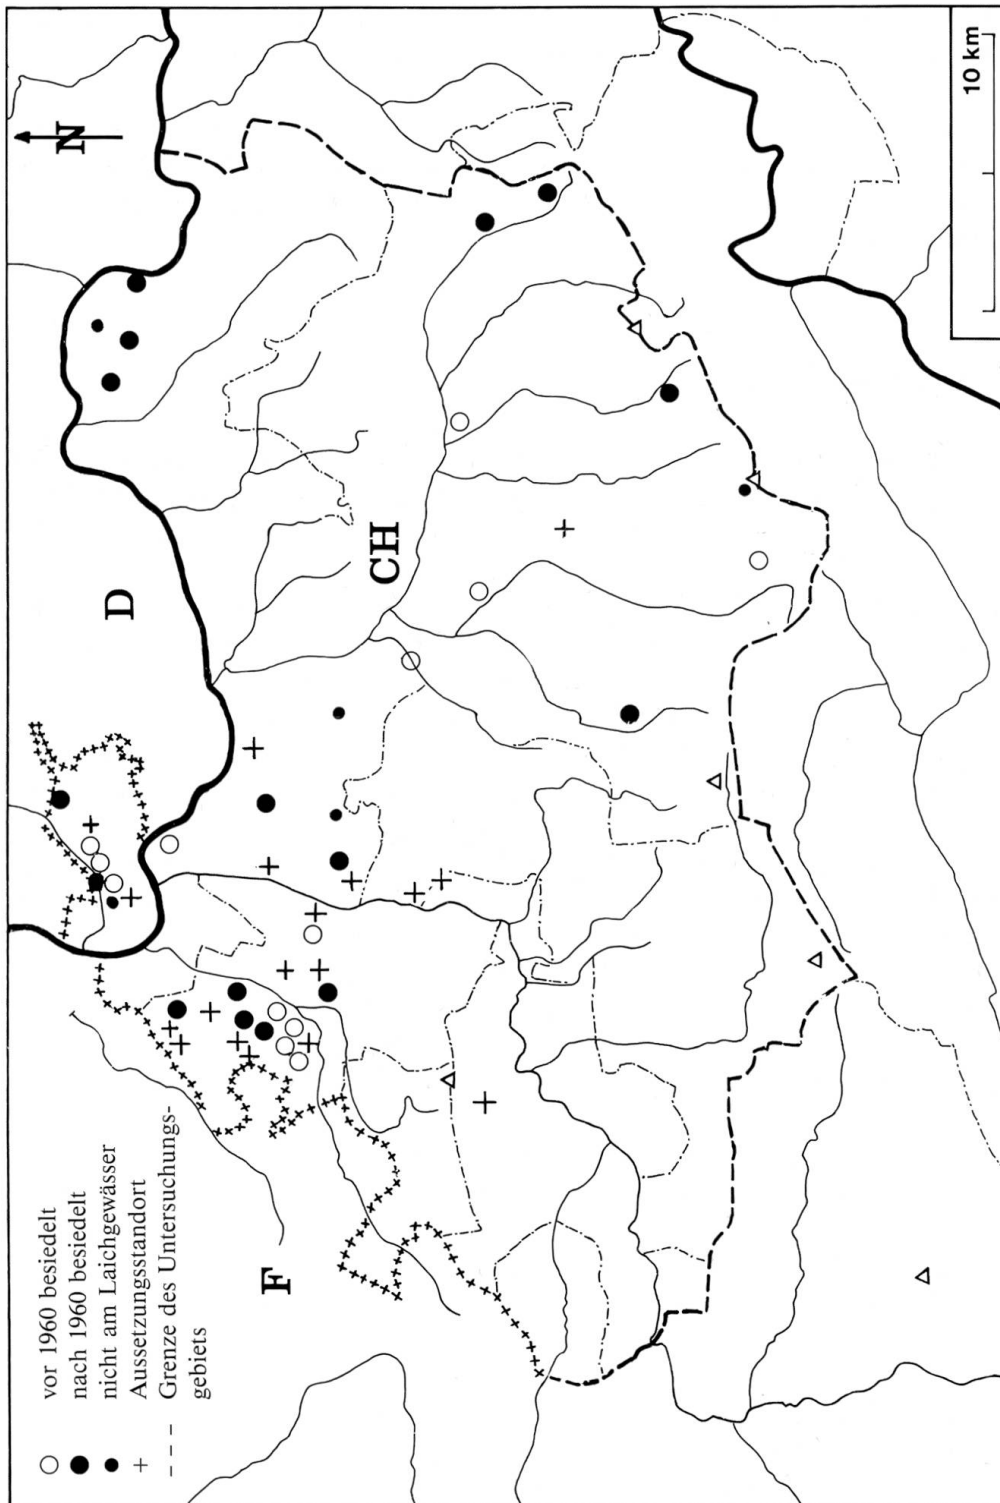 vor 1960 besiedelt
nach 1960 besiedelt
nicht am Laichgewässer
Aussetzungsstandort
Grenze des Untersuchungs-
gebiets
F
D
CH
N
10 km